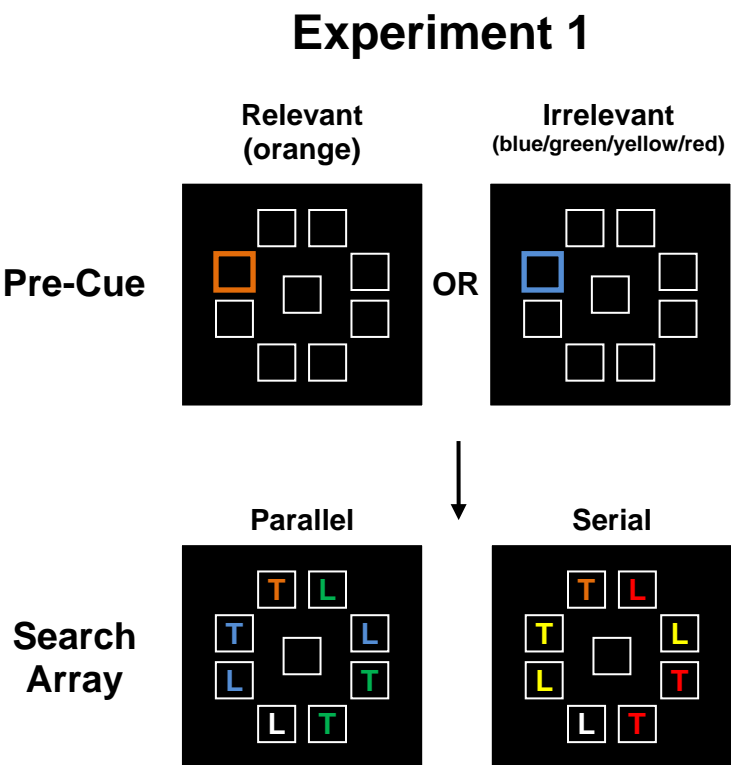 Experiment 1
Relevant
(orange)
Irrelevant
(blue/green/yellow/red)
Pre-Cue
OR
Parallel
Serial
Search
Array
T L
T L
L T
L T
T L
T L
L T
L T